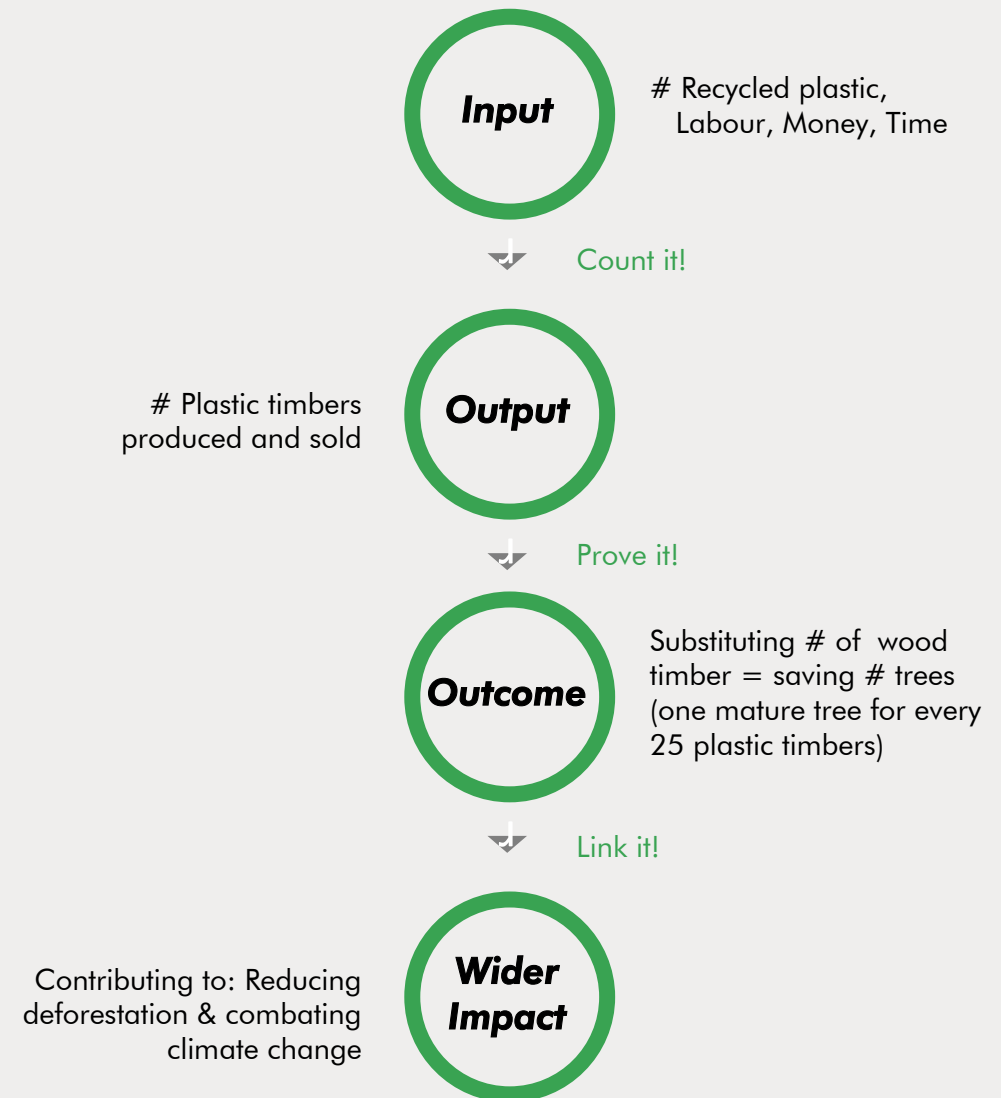 Input
# Recycled plastic,
Labour, Money, Time
Count it!
# Plastic timbers
produced and sold
Output
Prove it!
Outcome
Substituting # of wood
timber = saving # trees
(one mature tree for every
25 plastic timbers)
Link it!
Contributing to: Reducing
deforestation & combating
climate change
Wider
Impact